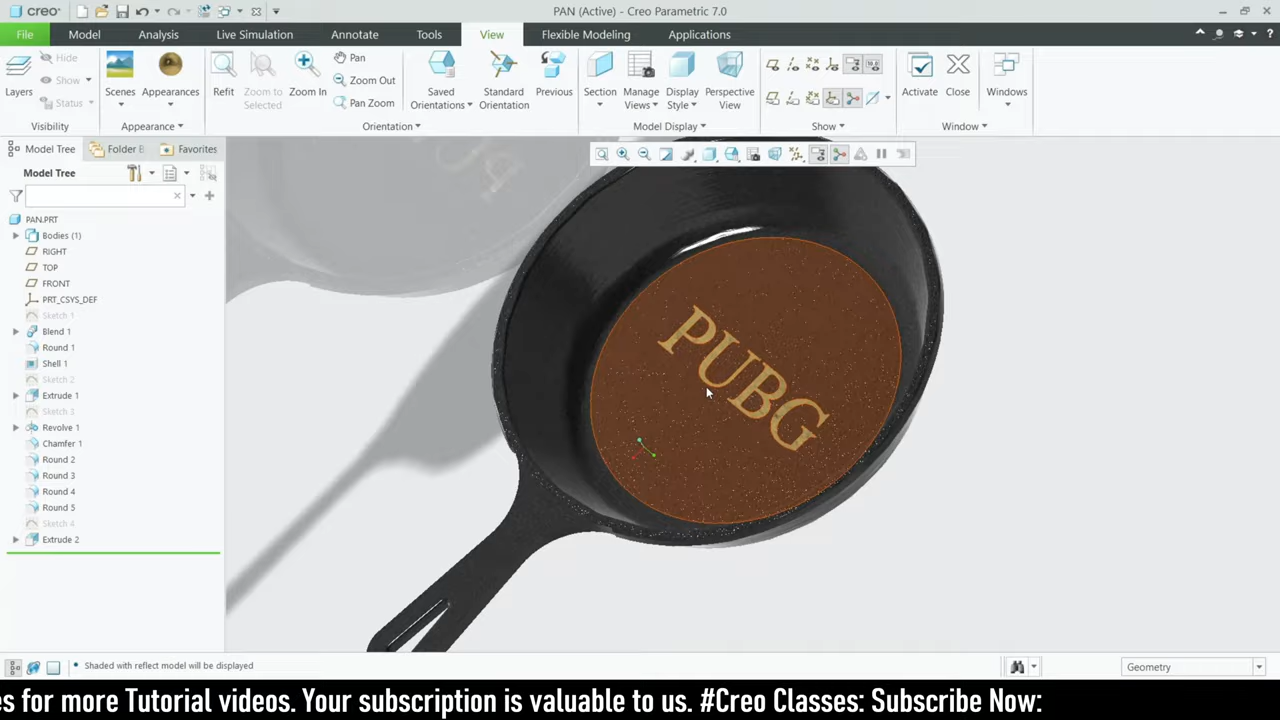 creo
PAN (Active) - Creo Parametric 7.0
File Model Analysis Live Simulation Annotate Tools View Flexible Modeling Applications
Layers
Hide
Show
Status
Visibility
Scenes
Appearances
Appearance
Refit
Zoom to Selected
Zoom In
Pan
Zoom Out
Pan Zoom
Saved Orientations
Standard Orientation
Previous
Orientation
Section
Manage Views
Display Style
Perspective View
Model Display
Show
Activate
Close
Windows
Window
Model Tree Folder B Favorites
Model Tree
PAN.PRT
Bodies (1)
RIGHT
TOP
FRONT
PRT_CSYS_DEF
Sketch 1
Blend 1
Round 1
Shell 1
Sketch 2
Extrude 1
Sketch 3
Revolve 1
Chamfer 1
Round 2
Round 3
Round 4
Round 5
Sketch 4
Extrude 2
PUBG
Shaded with reflect model will be displayed
Geometry
es for more Tutorial videos. Your subscription is valuable to us. #Creo Classes: Subscribe Now: